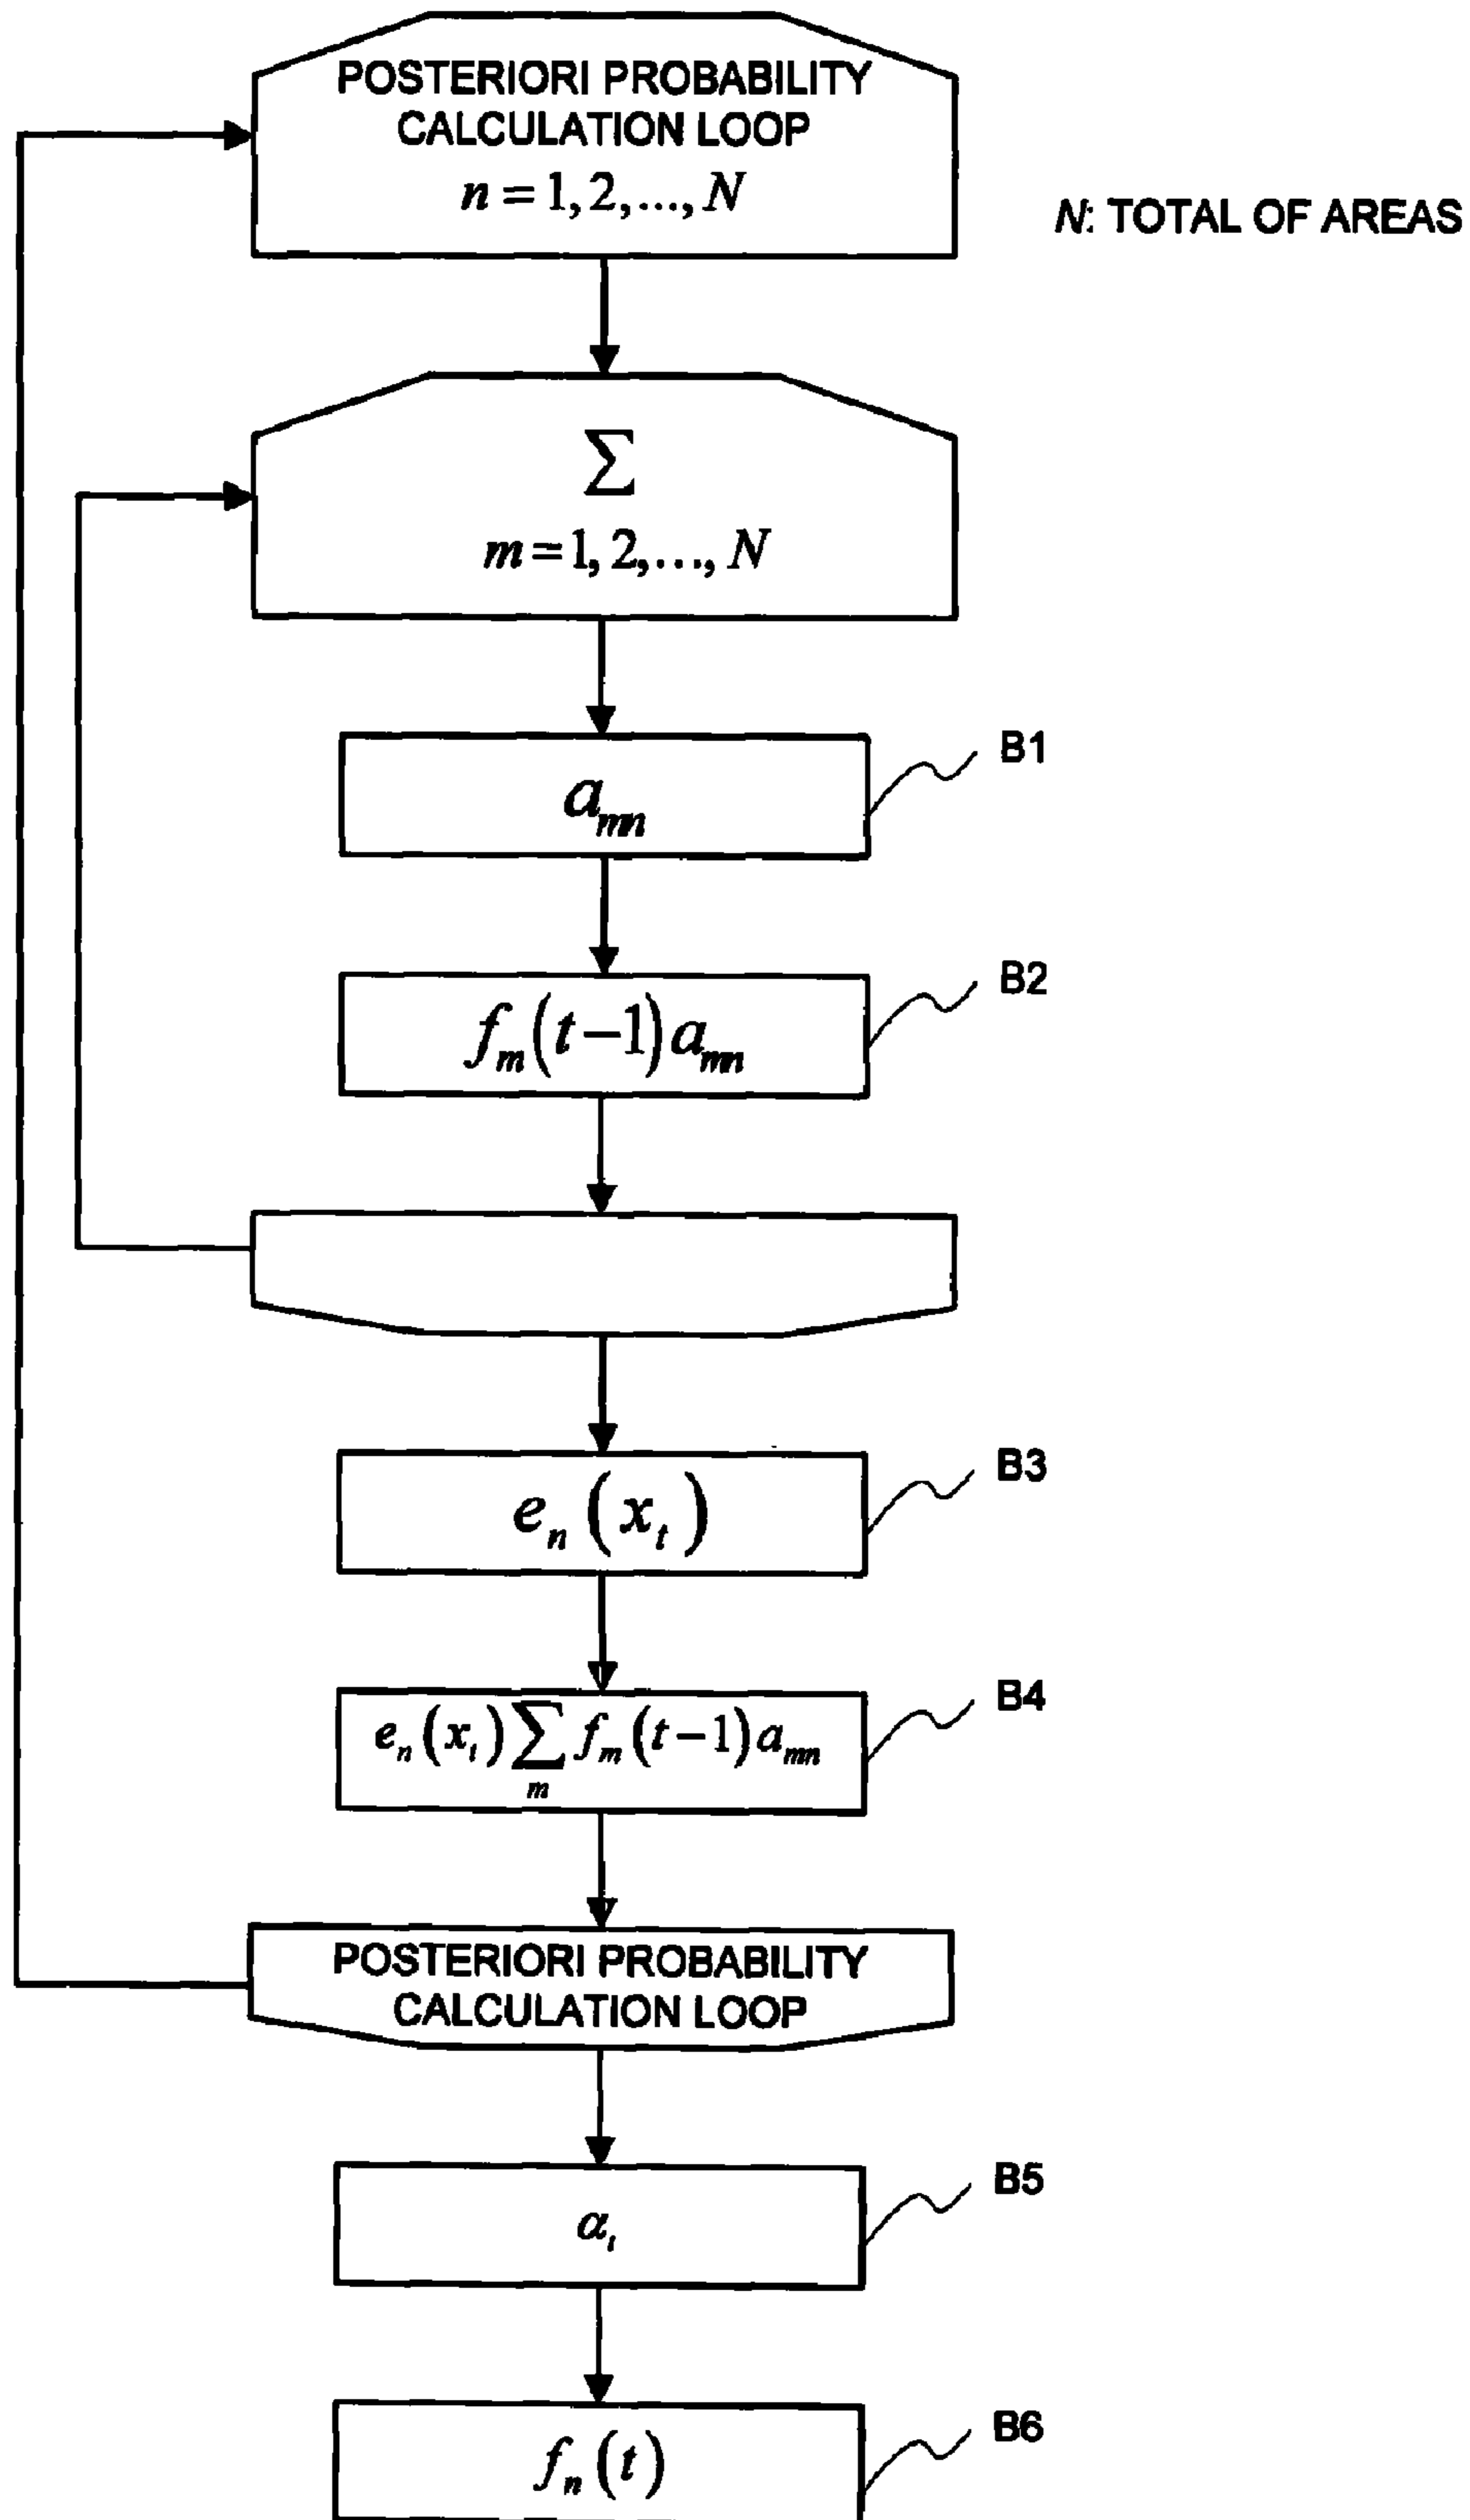 POSTERIORI PROBABILITY
CALCULATION LOOP
n=1,2,...,N
N: TOTAL OF AREAS
Σ
m=1,2,...,N
a_mn
B1
f_m(t−1)a_mn
B2
e_n(x_t)
B3
e_n(x_t)Σ_m f_m(t−1)a_mn
B4
POSTERIORI PROBABILITY
CALCULATION LOOP
α_t
B5
f_n(t)
B6